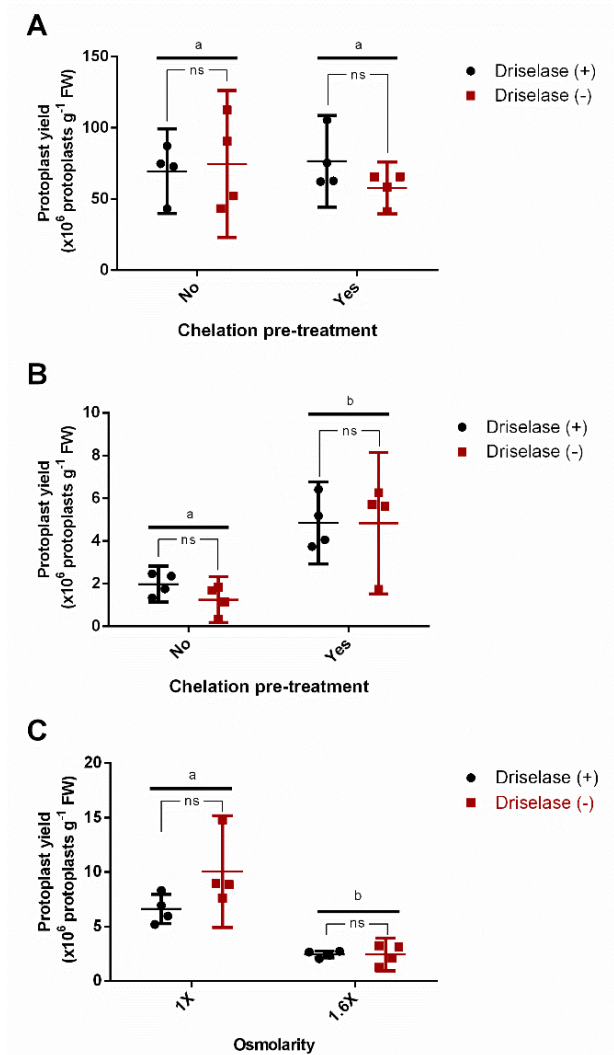 A
150
100
50
0
Protoplast yield
(x10⁶ protoplasts g⁻¹ FW)
a
ns
a
ns
Driselase (+)
Driselase (-)
No
Yes
Chelation pre-treatment
B
10
8
6
4
2
0
Protoplast yield
(x10⁶ protoplasts g⁻¹ FW)
a
ns
b
ns
Driselase (+)
Driselase (-)
No
Yes
Chelation pre-treatment
C
20
15
10
5
0
Protoplast yield
(x10⁶ protoplasts g⁻¹ FW)
a
ns
b
ns
Driselase (+)
Driselase (-)
1X
1.6X
Osmolarity